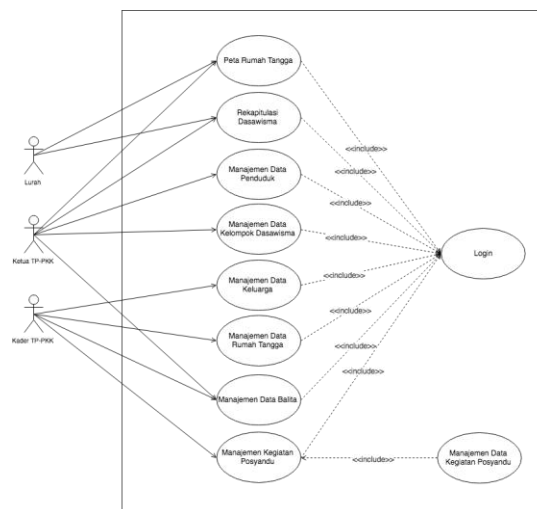 Peta Rumah Tangga
Rekapitulasi
Dasawisma
<<include>>
Lurah
Manajemen Data
Penduduk
<<include>>
<<include>>
Manajemen Data
Kelompok Dasawisma
<<include>>
Ketua TP-PKK
Login
Manajemen Data
Keluarga
<<include>>
Kader TP-PKK
Manajemen Data
Rumah Tangga
<<include>>
<<include>>
Manajemen Data Balita
<<include>>
Manajemen Kegiatan
Posyandu
<<include>>
Manajemen Data
Kegiatan Posyandu